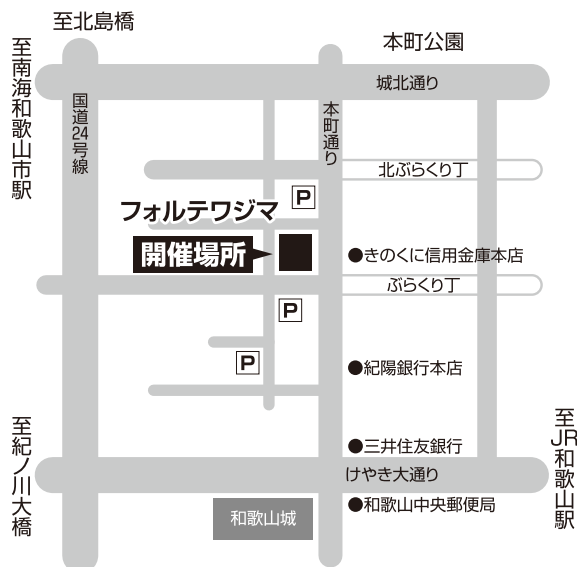 至北島橋
本町公園
至南海和歌山市駅
城北通り
国道24号線
本町通り
北ぶらくり丁
P
フォルテワジマ
開催場所
●きのくに信用金庫本店
ぶらくり丁
P
P
●紀陽銀行本店
至紀ノ川大橋
至JR和歌山駅
●三井住友銀行
けやき大通り
●和歌山中央郵便局
和歌山城